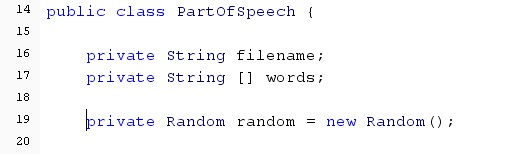 14 public class PartOfSpeech {
15
16 private String filename;
17 private String [] words;
18
19 private Random random = new Random();
20